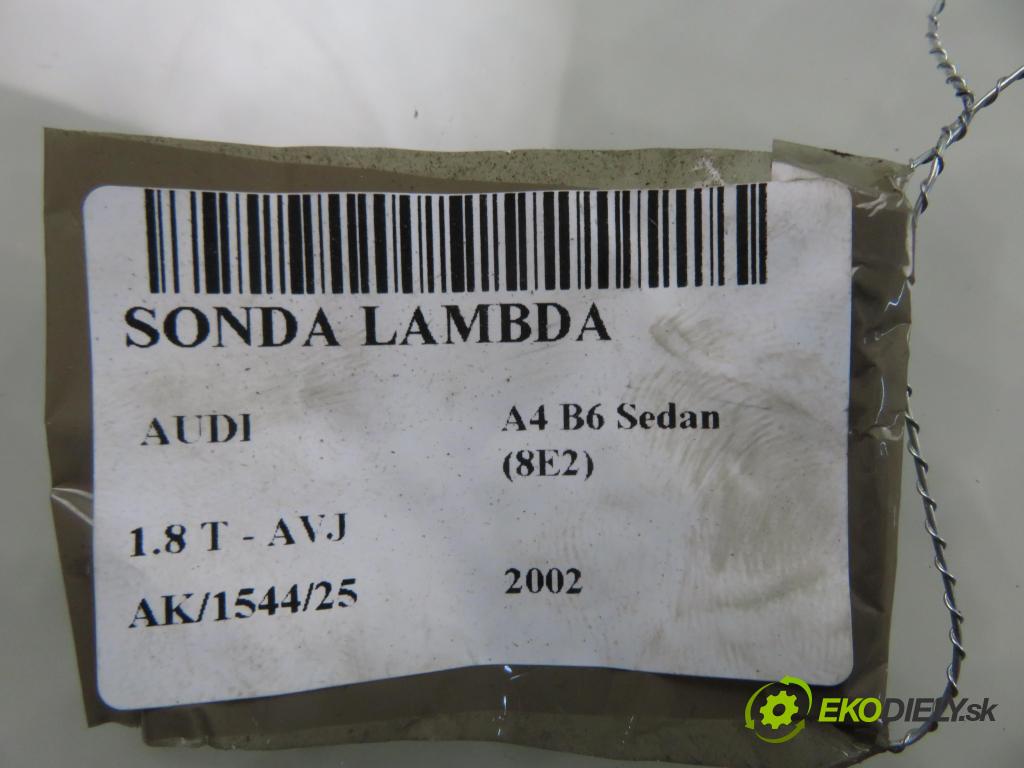 SONDA LAMBDA
AUDI
A4 B6 Sedan
(8E2)
1.8 T - AVJ
AK/1544/25
2002
EKODIELY.sk